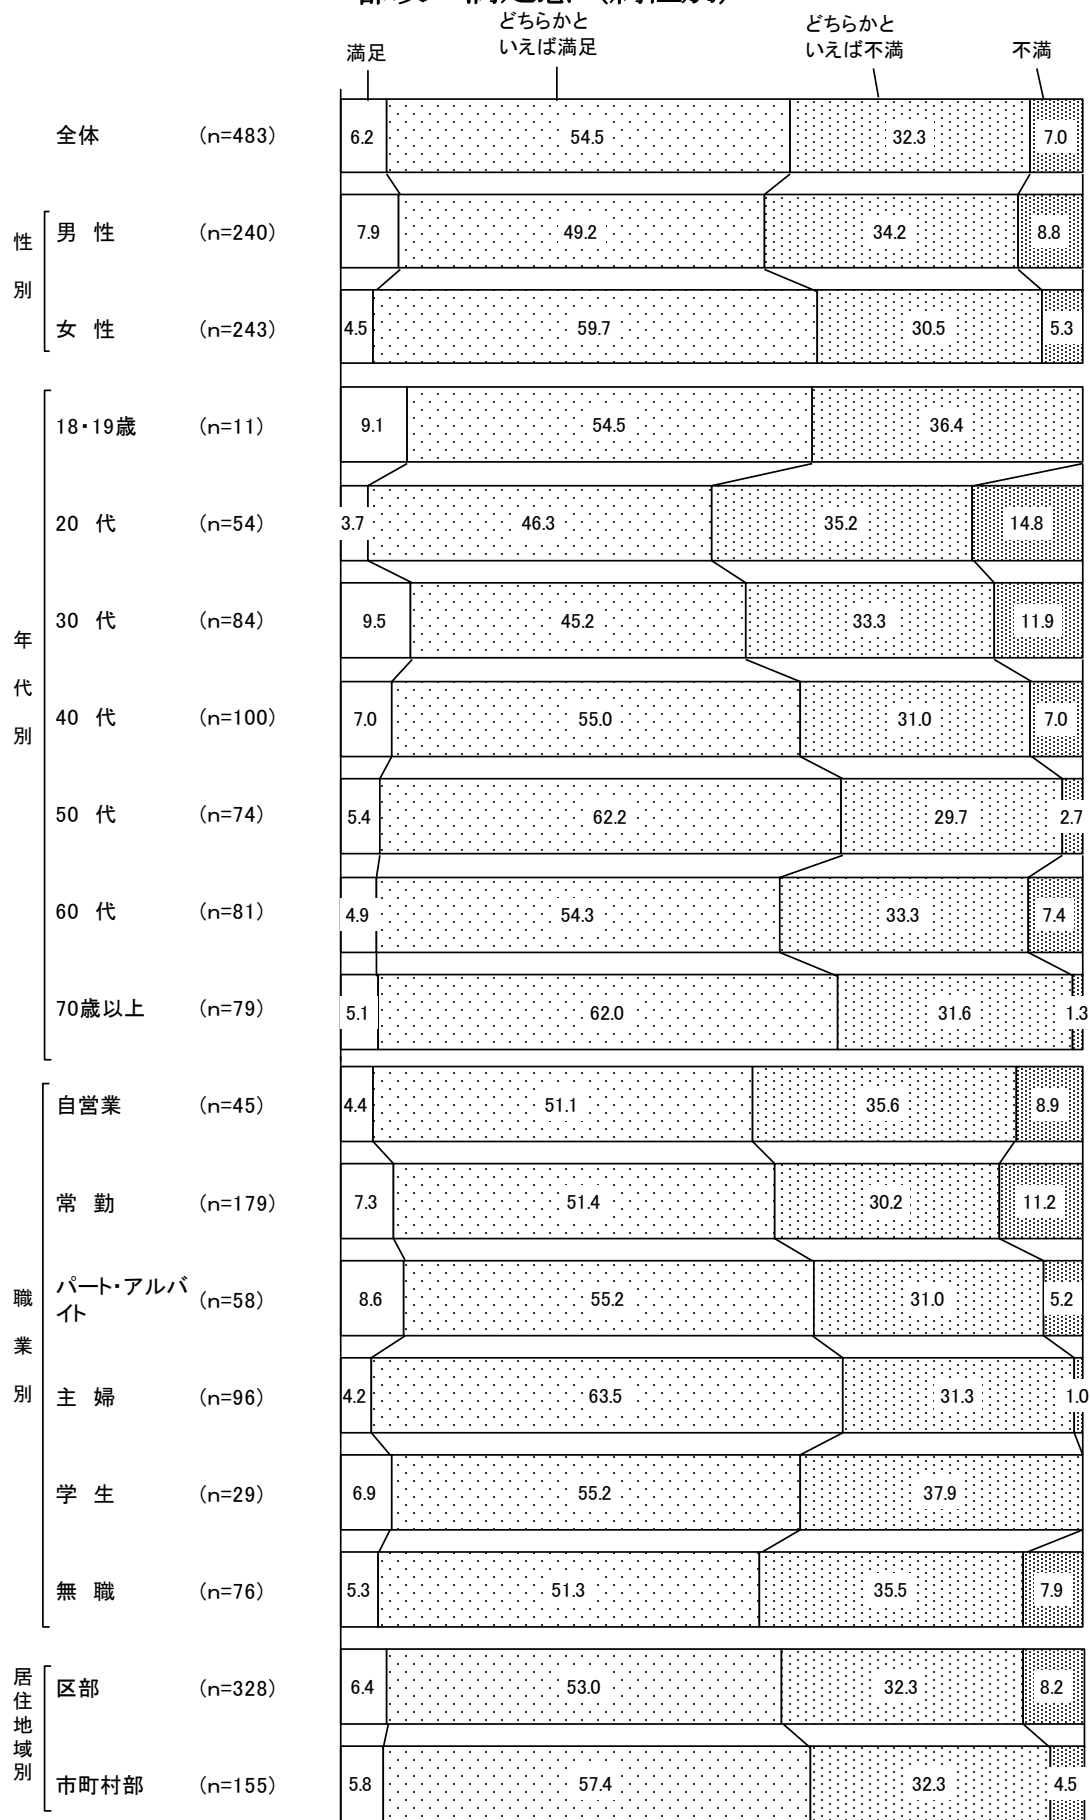 満足
どちらかと
いえば満足
どちらかと
いえば不満
不満
全体 (n=483) 6.2 54.5 32.3 7.0
性別
男 性 (n=240) 7.9 49.2 34.2 8.8
女 性 (n=243) 4.5 59.7 30.5 5.3
年代別
18・19歳 (n=11) 9.1 54.5 36.4
20 代 (n=54) 3.7 46.3 35.2 14.8
30 代 (n=84) 9.5 45.2 33.3 11.9
40 代 (n=100) 7.0 55.0 31.0 7.0
50 代 (n=74) 5.4 62.2 29.7 2.7
60 代 (n=81) 4.9 54.3 33.3 7.4
70歳以上 (n=79) 5.1 62.0 31.6 1.3
職業別
自営業 (n=45) 4.4 51.1 35.6 8.9
常 勤 (n=179) 7.3 51.4 30.2 11.2
パート・アルバ
イト (n=58) 8.6 55.2 31.0 5.2
主 婦 (n=96) 4.2 63.5 31.3 1.0
学 生 (n=29) 6.9 55.2 37.9
無 職 (n=76) 5.3 51.3 35.5 7.9
居住地域別
区部 (n=328) 6.4 53.0 32.3 8.2
市町村部 (n=155) 5.8 57.4 32.3 4.5